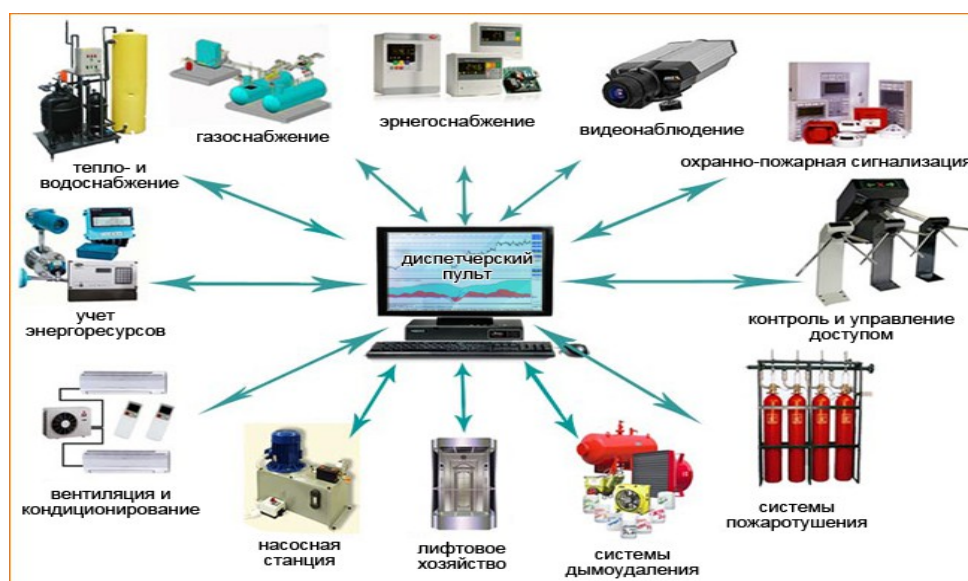 эрнегоснабжение
газоснабжение
видеонаблюдение
тепло- и
водоснабжение
охранно-пожарная сигнализация
диспетчерский
пульт
учет
энергоресурсов
контроль и управление
доступом
вентиляция и
кондиционирование
насосная
станция
лифтовое
хозяйство
системы
дымоудаления
системы
пожаротушения